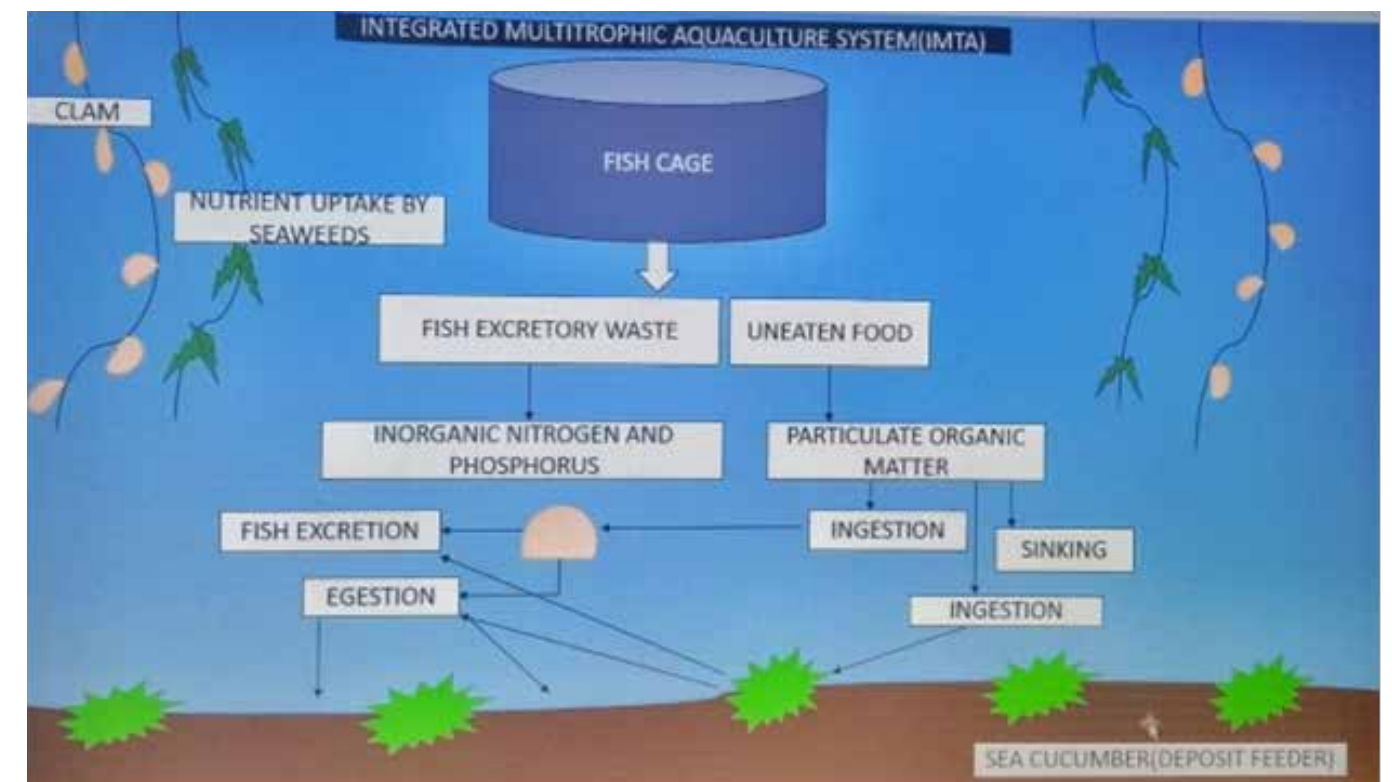 INTEGRATED MULTITROPHIC AQUACULTURE SYSTEM(IMTA)
CLAM
FISH CAGE
NUTRIENT UPTAKE BY
SEAWEEDS
FISH EXCRETORY WASTE
UNEATEN FOOD
INORGANIC NITROGEN AND
PHOSPHORUS
PARTICULATE ORGANIC
MATTER
FISH EXCRETION
INGESTION
SINKING
EGESTION
INGESTION
SEA CUCUMBER(DEPOSIT FEEDER)